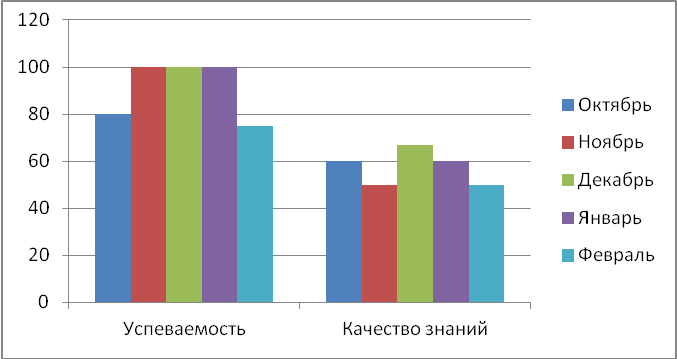 120
100
80
60
40
20
0
Успеваемость
Качество знаний
Октябрь
Ноябрь
Декабрь
Январь
Февраль